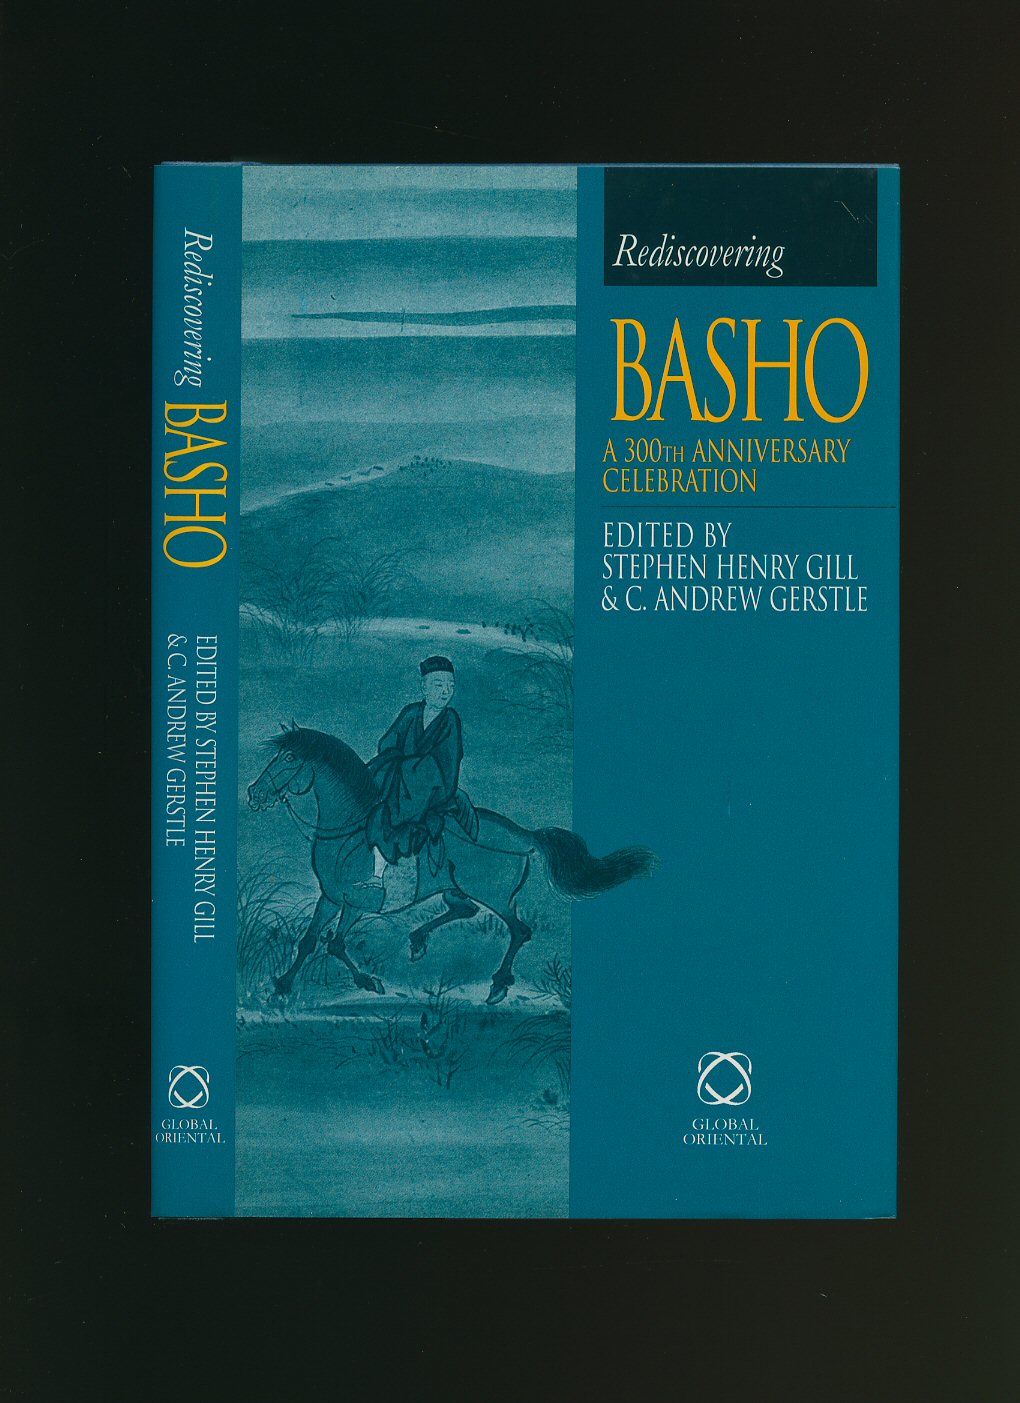 Rediscovering BASHO
EDITED BY STEPHEN HENRY GILL
& C. ANDREW GERSTLE
GLOBAL
ORIENTAL
Rediscovering
BASHO
A 300TH ANNIVERSARY
CELEBRATION
EDITED BY
STEPHEN HENRY GILL
& C. ANDREW GERSTLE
GLOBAL
ORIENTAL